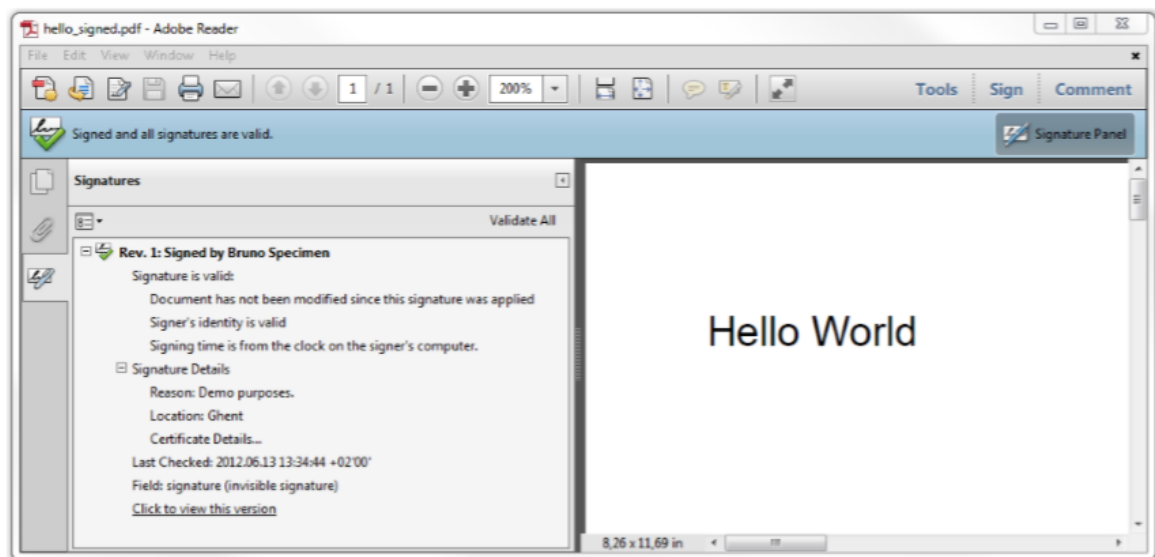 hello_signed.pdf - Adobe Reader
File Edit View Window Help
1 / 1 200% Tools Sign Comment
Signed and all signatures are valid. Signature Panel
Signatures
Validate All
Rev. 1: Signed by Bruno Specimen
Signature is valid:
Document has not been modified since this signature was applied
Signer's identity is valid
Signing time is from the clock on the signer's computer.
Signature Details
Reason: Demo purposes.
Location: Ghent
Certificate Details...
Last Checked: 2012.06.13 13:34:44 +02'00'
Field: signature (invisible signature)
Click to view this version
Hello World
8,26 x 11,69 in